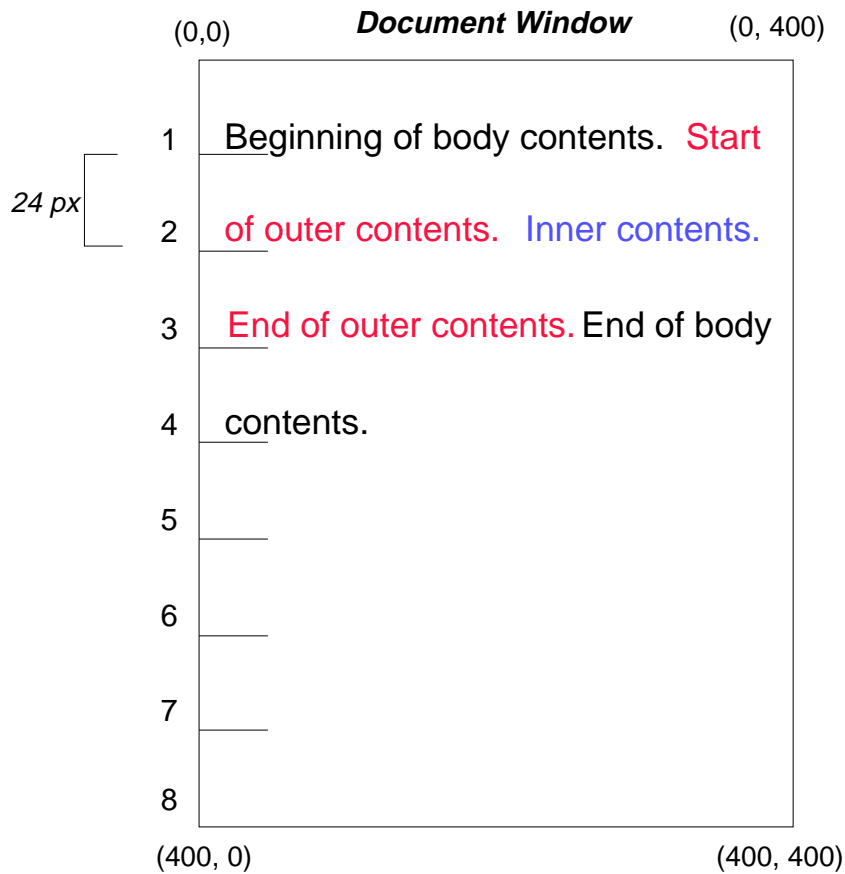 (0,0) Document Window (0, 400)
1 Beginning of body contents. Start
24 px
2 of outer contents. Inner contents.
3 End of outer contents. End of body
4 contents.
5
6
7
8
(400, 0) (400, 400)